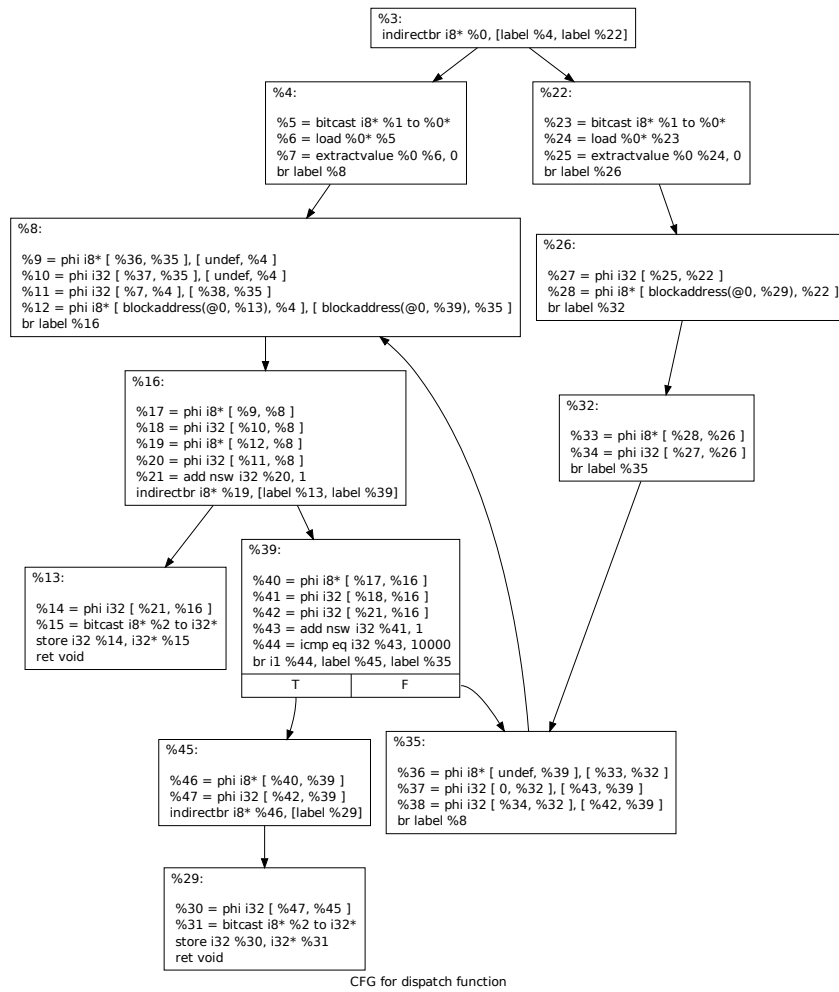 %3:
indirectbr i8* %0, [label %4, label %22]
%4:
%5 = bitcast i8* %1 to %0*
%6 = load %0* %5
%7 = extractvalue %0 %6, 0
br label %8
%22:
%23 = bitcast i8* %1 to %0*
%24 = load %0* %23
%25 = extractvalue %0 %24, 0
br label %26
%8:
%9 = phi i8* [ %36, %35 ], [ undef, %4 ]
%10 = phi i32 [ %37, %35 ], [ undef, %4 ]
%11 = phi i32 [ %7, %4 ], [ %38, %35 ]
%12 = phi i8* [ blockaddress(@0, %13), %4 ], [ blockaddress(@0, %39), %35 ]
br label %16
%26:
%27 = phi i32 [ %25, %22 ]
%28 = phi i8* [ blockaddress(@0, %29), %22 ]
br label %32
%16:
%17 = phi i8* [ %9, %8 ]
%18 = phi i32 [ %10, %8 ]
%19 = phi i8* [ %12, %8 ]
%20 = phi i32 [ %11, %8 ]
%21 = add nsw i32 %20, 1
indirectbr i8* %19, [label %13, label %39]
%32:
%33 = phi i8* [ %28, %26 ]
%34 = phi i32 [ %27, %26 ]
br label %35
%13:
%14 = phi i32 [ %21, %16 ]
%15 = bitcast i8* %2 to i32*
store i32 %14, i32* %15
ret void
%39:
%40 = phi i8* [ %17, %16 ]
%41 = phi i32 [ %18, %16 ]
%42 = phi i32 [ %21, %16 ]
%43 = add nsw i32 %41, 1
%44 = icmp eq i32 %43, 10000
br i1 %44, label %45, label %35
T
F
%45:
%46 = phi i8* [ %40, %39 ]
%47 = phi i32 [ %42, %39 ]
indirectbr i8* %46, [label %29]
%35:
%36 = phi i8* [ undef, %39 ], [ %33, %32 ]
%37 = phi i32 [ 0, %32 ], [ %43, %39 ]
%38 = phi i32 [ %34, %32 ], [ %42, %39 ]
br label %8
%29:
%30 = phi i32 [ %47, %45 ]
%31 = bitcast i8* %2 to i32*
store i32 %30, i32* %31
ret void
CFG for dispatch function